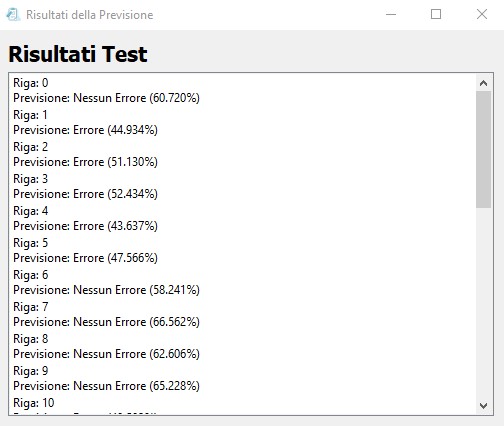 Risultati della Previsione
Risultati Test
Riga: 0
Previsione: Nessun Errore (60.720%)
Riga: 1
Previsione: Errore (44.934%)
Riga: 2
Previsione: Errore (51.130%)
Riga: 3
Previsione: Errore (52.434%)
Riga: 4
Previsione: Errore (43.637%)
Riga: 5
Previsione: Errore (47.566%)
Riga: 6
Previsione: Nessun Errore (58.241%)
Riga: 7
Previsione: Nessun Errore (66.562%)
Riga: 8
Previsione: Nessun Errore (62.606%)
Riga: 9
Previsione: Nessun Errore (65.228%)
Riga: 10